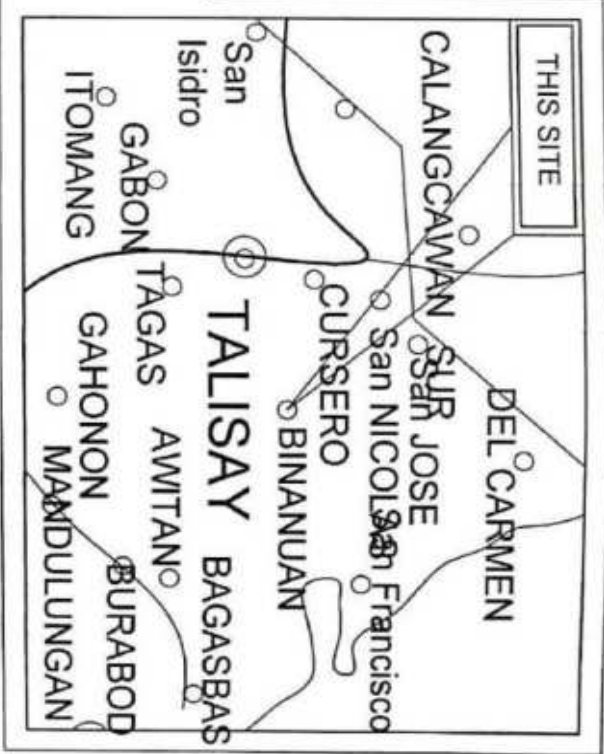 THIS SITE
DEL CARMEN
CALANGCAWAN SUR
San JOSE
San NICOLAS
San Francisco
CURSERO
BINANUAN
San
Isidro
TALISAY
BAGASBAS
TAGAS
AWITAN
GABON
BURABOD
GAHONON
ITOMANG
MANDULUNGAN